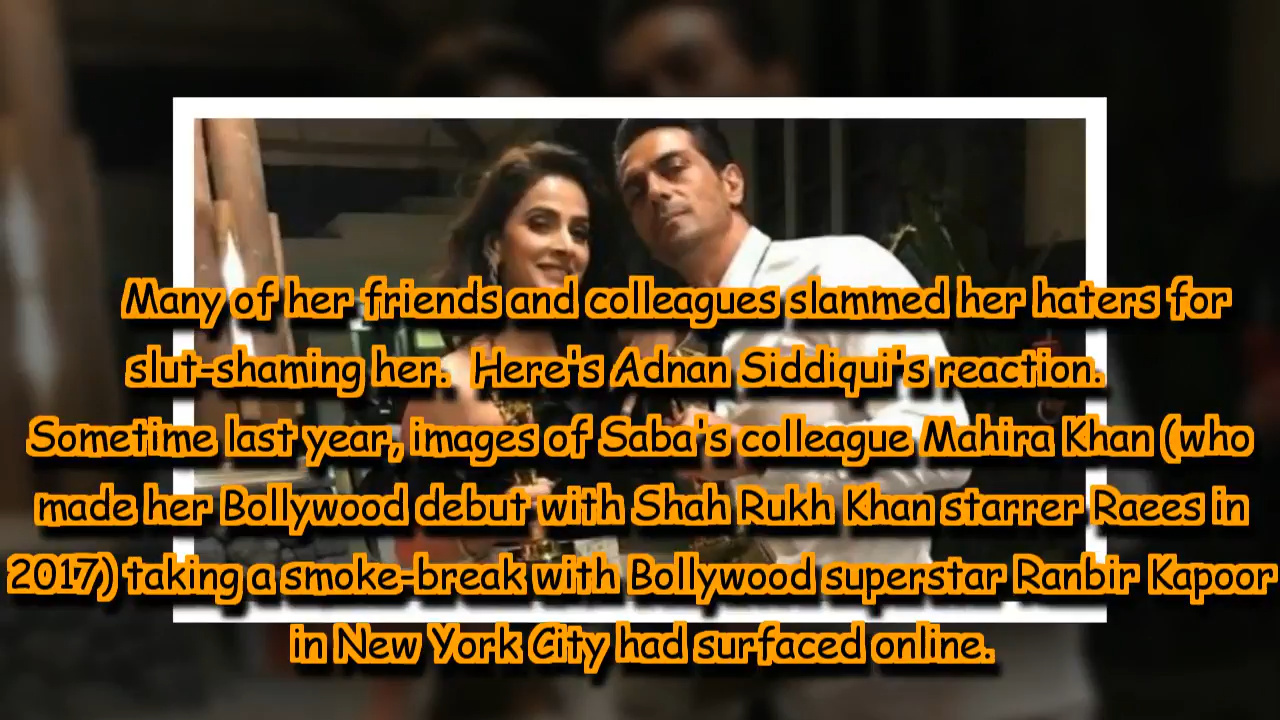 Many of her friends and colleagues slammed her haters for
slut-shaming her.  Here's Adnan Siddiqui's reaction.
Sometime last year, images of Saba's colleague Mahira Khan (who
made her Bollywood debut with Shah Rukh Khan starrer Raees in
2017) taking a smoke-break with Bollywood superstar Ranbir Kapoor
in New York City had surfaced online.